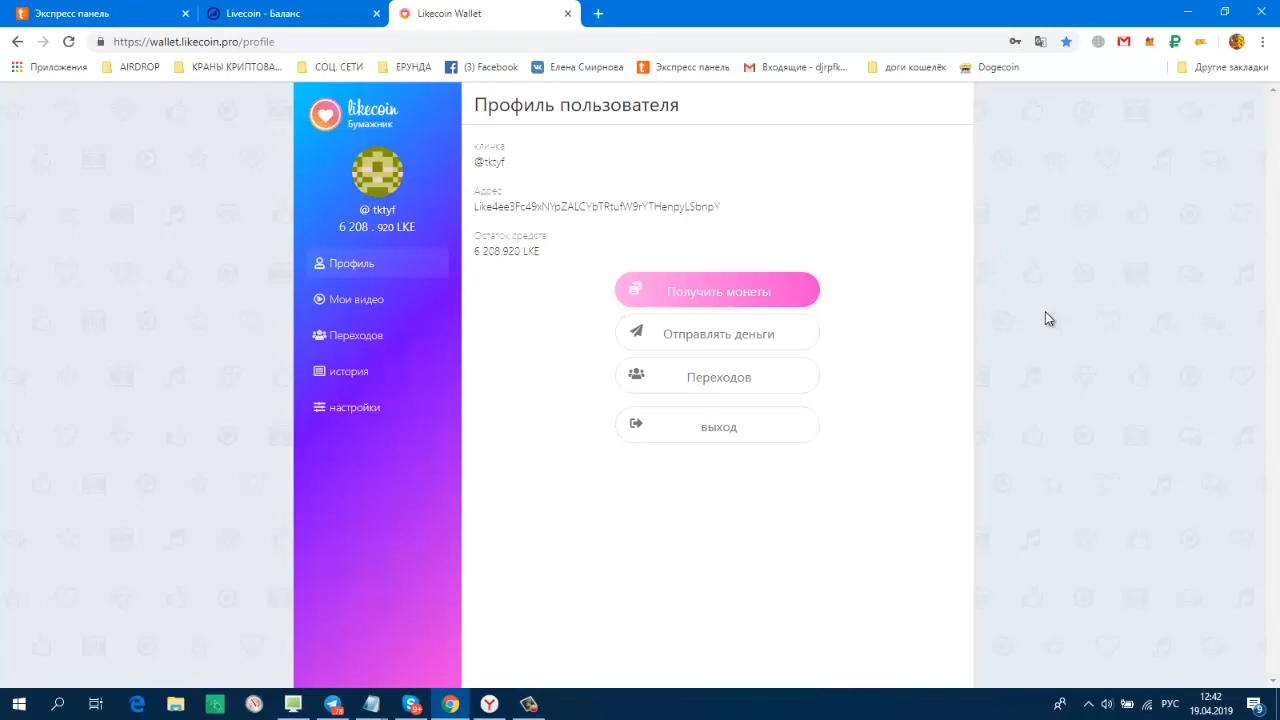 Экспресс панель
Livecoin - Баланс
Likecoin Wallet
https://wallet.likecoin.pro/profile
Приложения
AIRDROP
КРАНЫ КРИПТОВА...
СОЦ. СЕТИ
ЕРУНДА
(3) Facebook
Елена Смирнова
Экспресс панель
Входящие - djrpfk...
доги кошелёк
Dogecoin
Другие закладки
likecoin
Бумажник
@ tktyf
6 208 . 920 LKE
Профиль
Мои видео
Переходов
история
настройки
Профиль пользователя
кличка
@tktyf
Адрес
Like4ee3Fc49xNYpZALCYbTRtufW9rYTHenpyLSbnpY
Остаток средств
6 208.920 LKE
Получить монеты
Отправлять деньги
Переходов
выход
РУС
12:42
19.04.2019